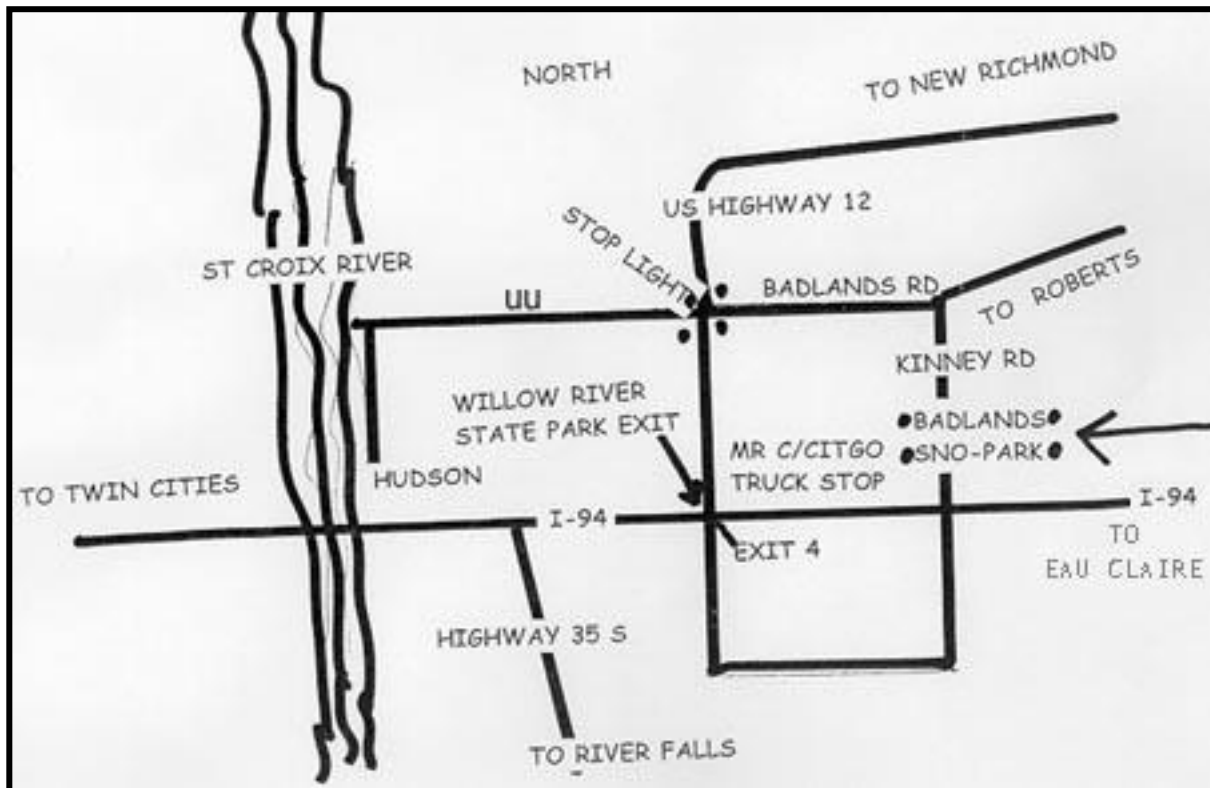 NORTH
TO NEW RICHMOND
US HIGHWAY 12
STOP LIGHT
ST CROIX RIVER
UU
BADLANDS RD
TO ROBERTS
KINNEY RD
WILLOW RIVER
STATE PARK EXIT
BADLANDS
SNO-PARK
MR C/CITGO
TRUCK STOP
HUDSON
TO TWIN CITIES
I-94
I-94
TO
EAU CLAIRE
EXIT 4
HIGHWAY 35 S
TO RIVER FALLS